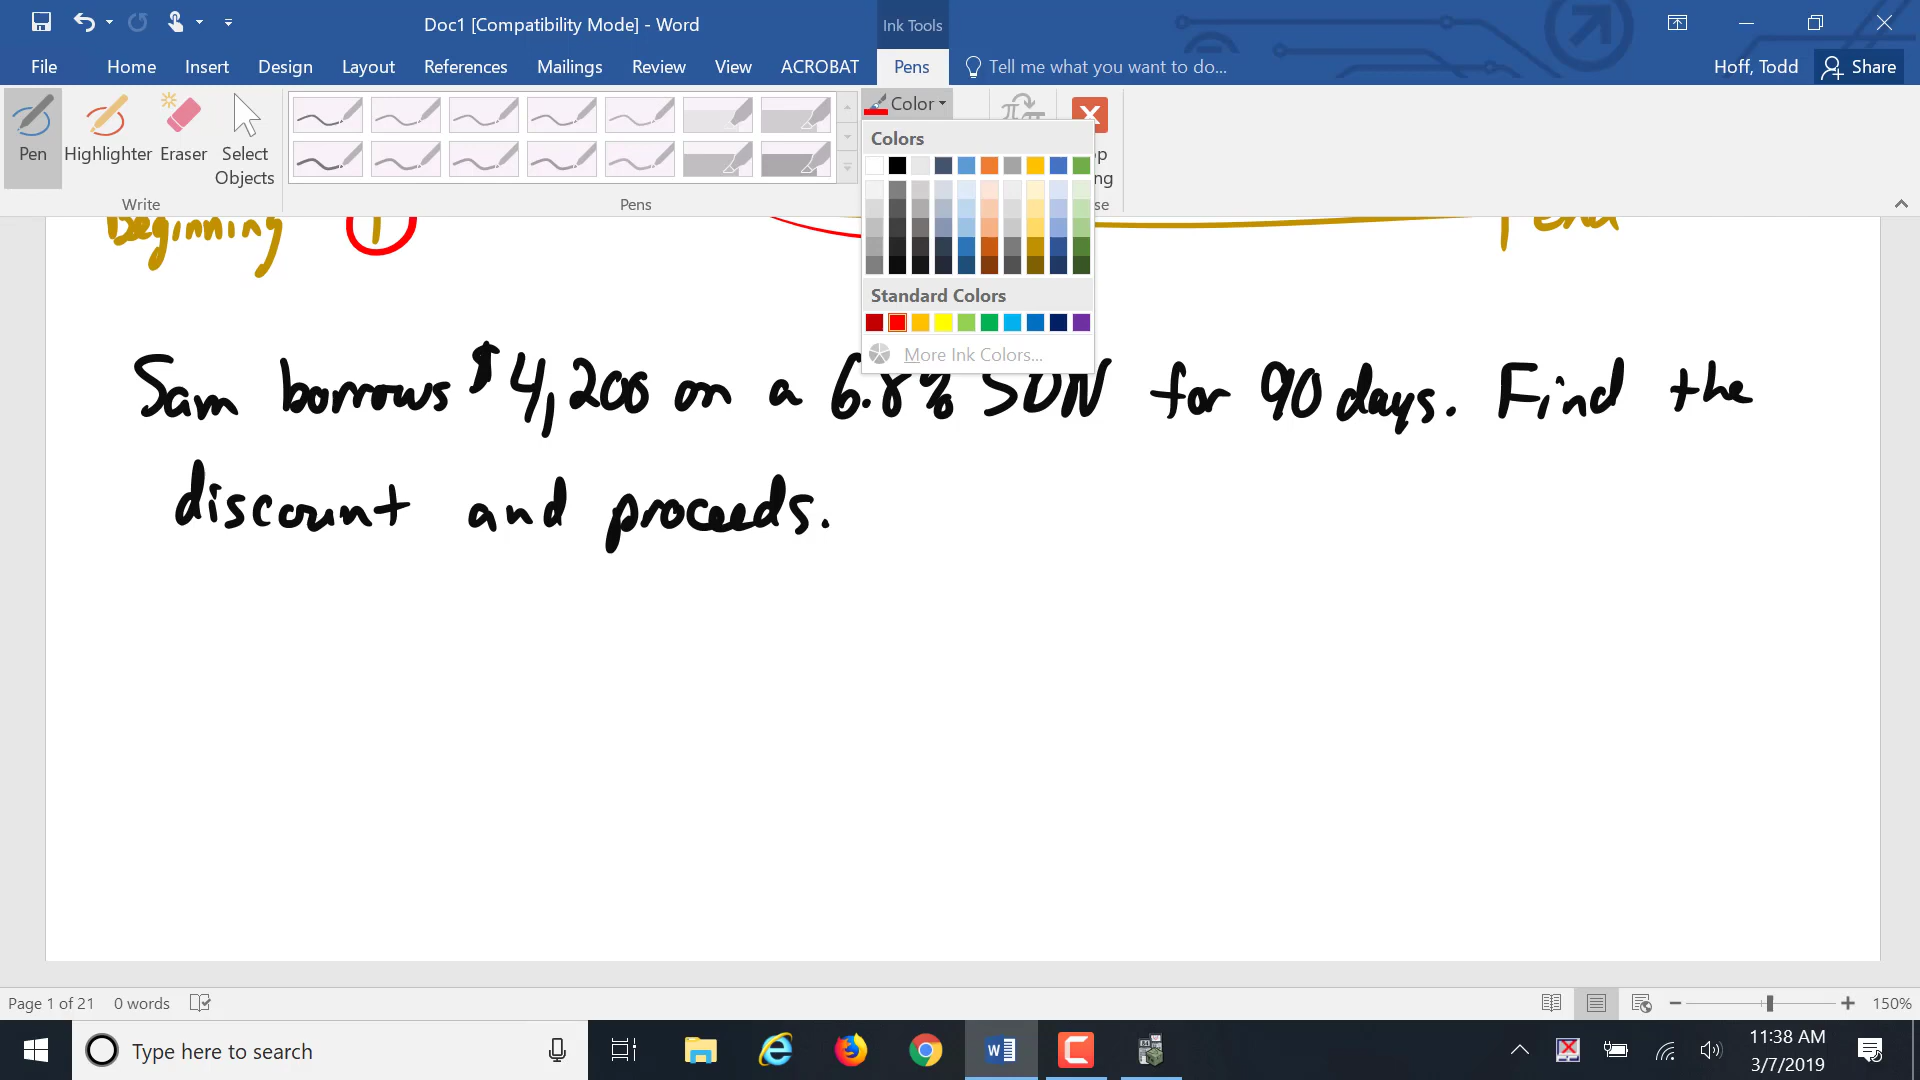 Doc1 [Compatibility Mode] - Word
Ink Tools
File Home Insert Design Layout References Mailings Review View ACROBAT Pens Tell me what you want to do... Hoff, Todd Share
Pen Highlighter Eraser Select Objects
Color
Write
Pens
Colors
Standard Colors
More Ink Colors...
Beginning 1
end
Sam borrows $4,200 on a 6.8% SDN for 90 days. Find the
discount and proceeds.
Page 1 of 21 0 words
150%
Type here to search
11:38 AM
3/7/2019